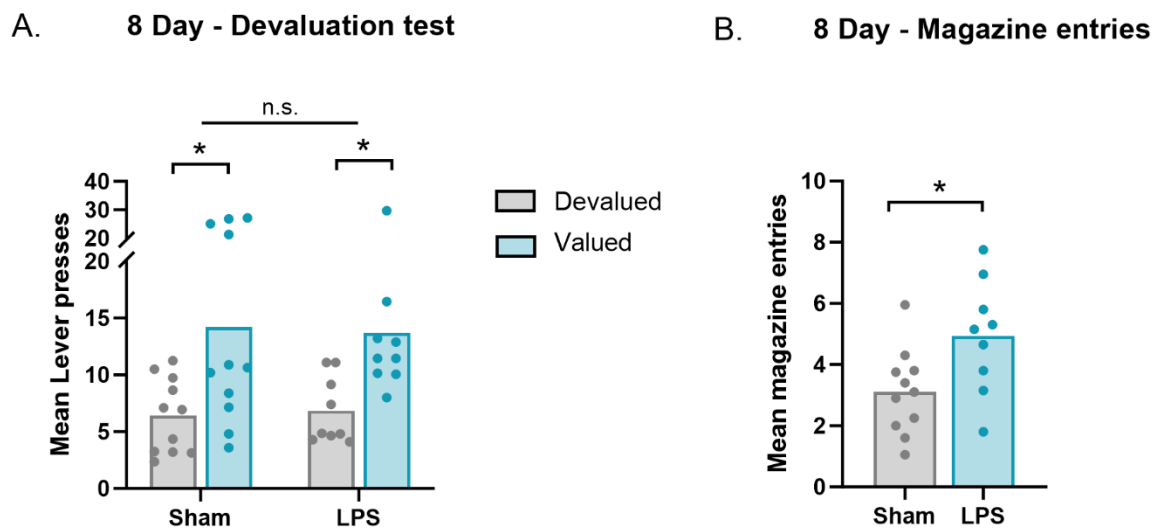 A. 8 Day - Devaluation test
n.s.
*
*
Mean Lever presses
40
30
20
20
15
10
5
0
Sham
LPS
Devalued
Valued
B. 8 Day - Magazine entries
*
Mean magazine entries
10
8
6
4
2
0
Sham
LPS